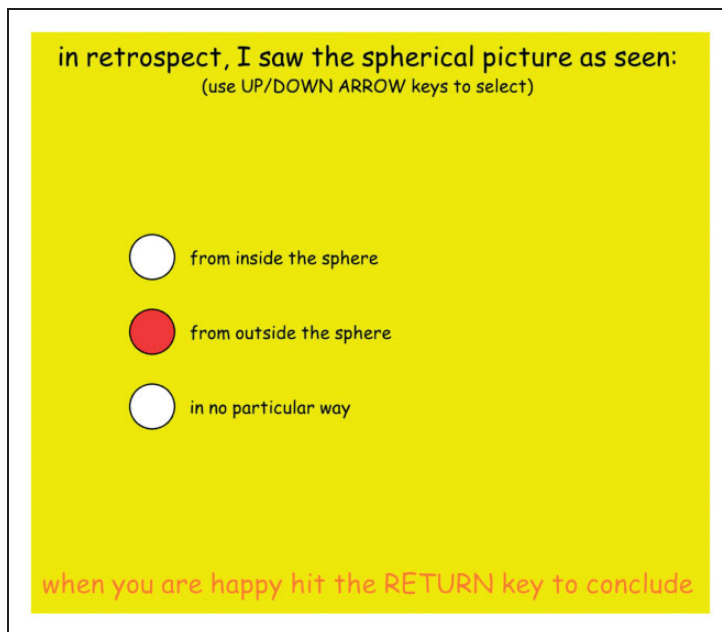 in retrospect, I saw the spherical picture as seen:
(use UP/DOWN ARROW keys to select)
from inside the sphere
from outside the sphere
in no particular way
when you are happy hit the RETURN key to conclude